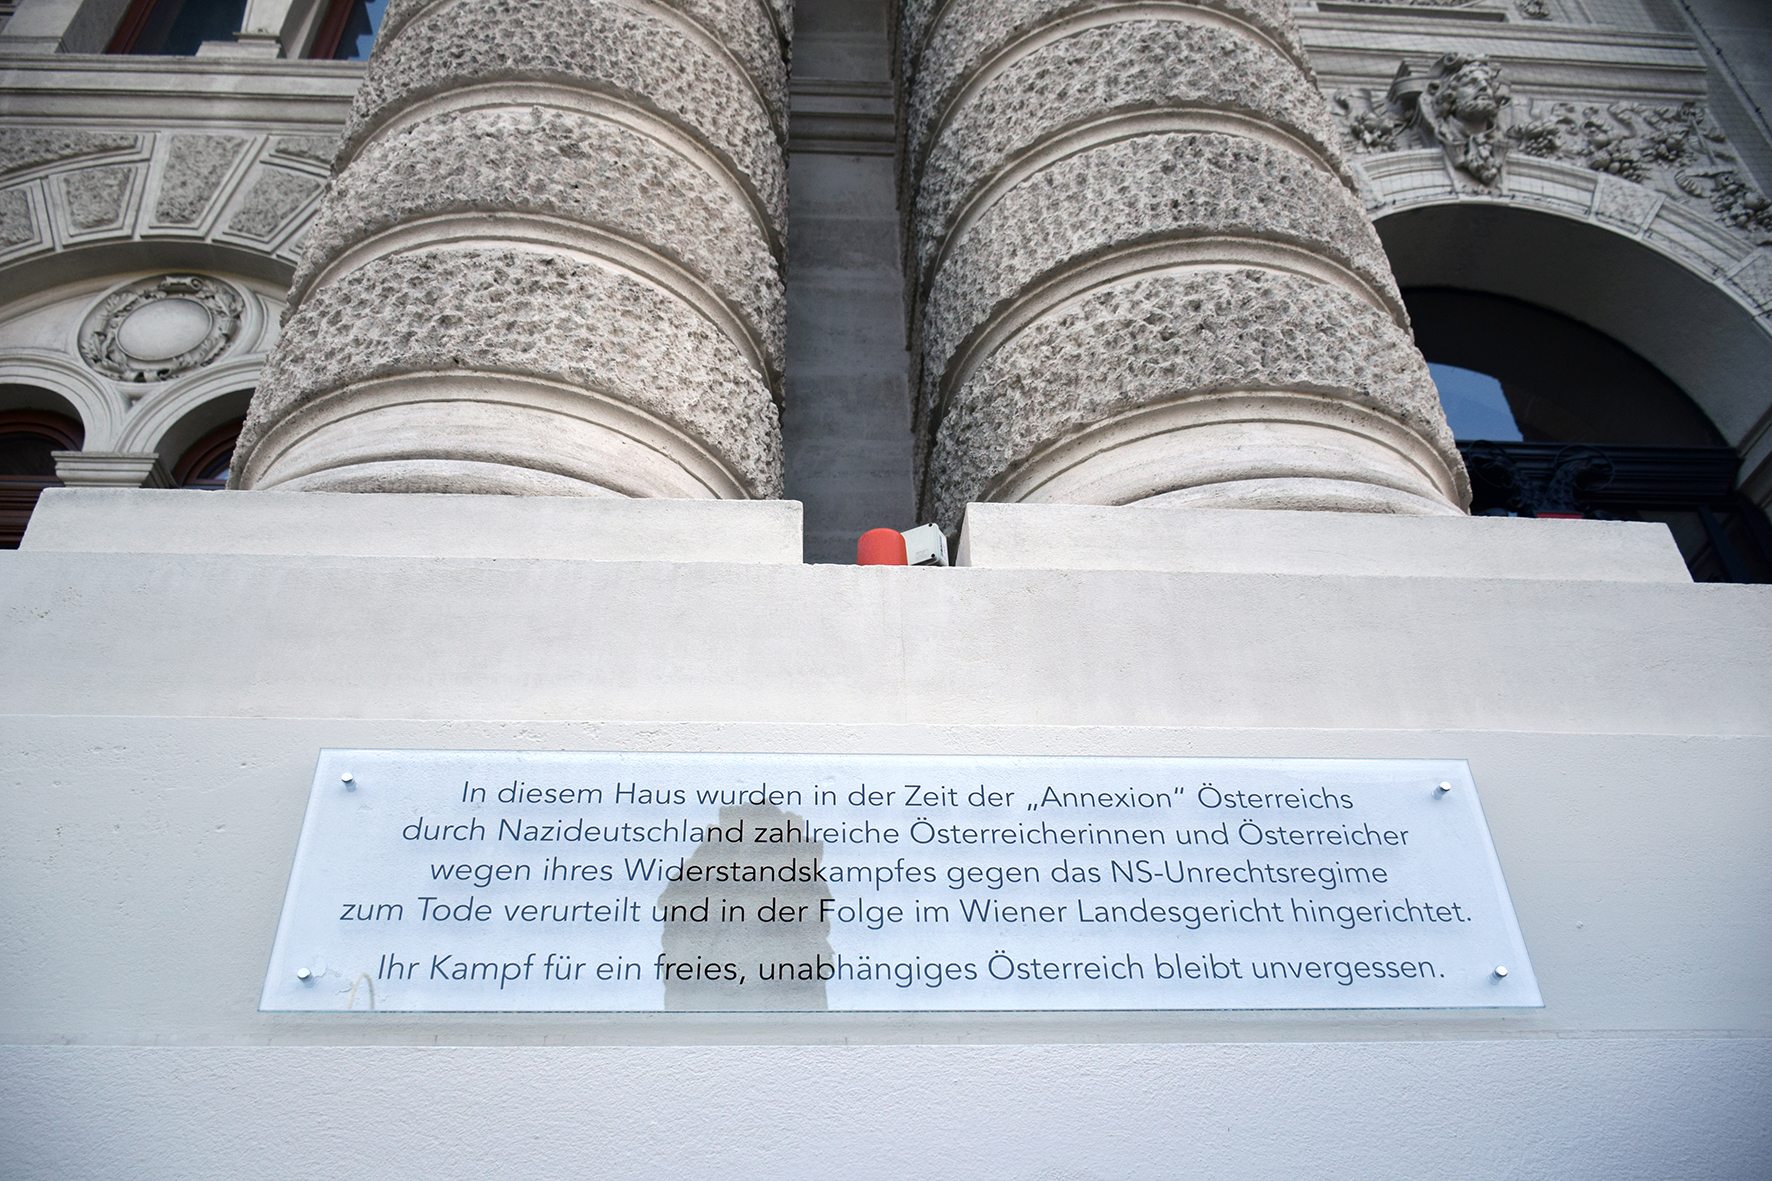 In diesem Haus wurden in der Zeit der „Annexion“ Österreichs
durch Nazideutschland zahlreiche Österreicherinnen und Österreicher
wegen ihres Widerstandskampfes gegen das NS-Unrechtsregime
zum Tode verurteilt und in der Folge im Wiener Landesgericht hingerichtet.
Ihr Kampf für ein freies, unabhängiges Österreich bleibt unvergessen.